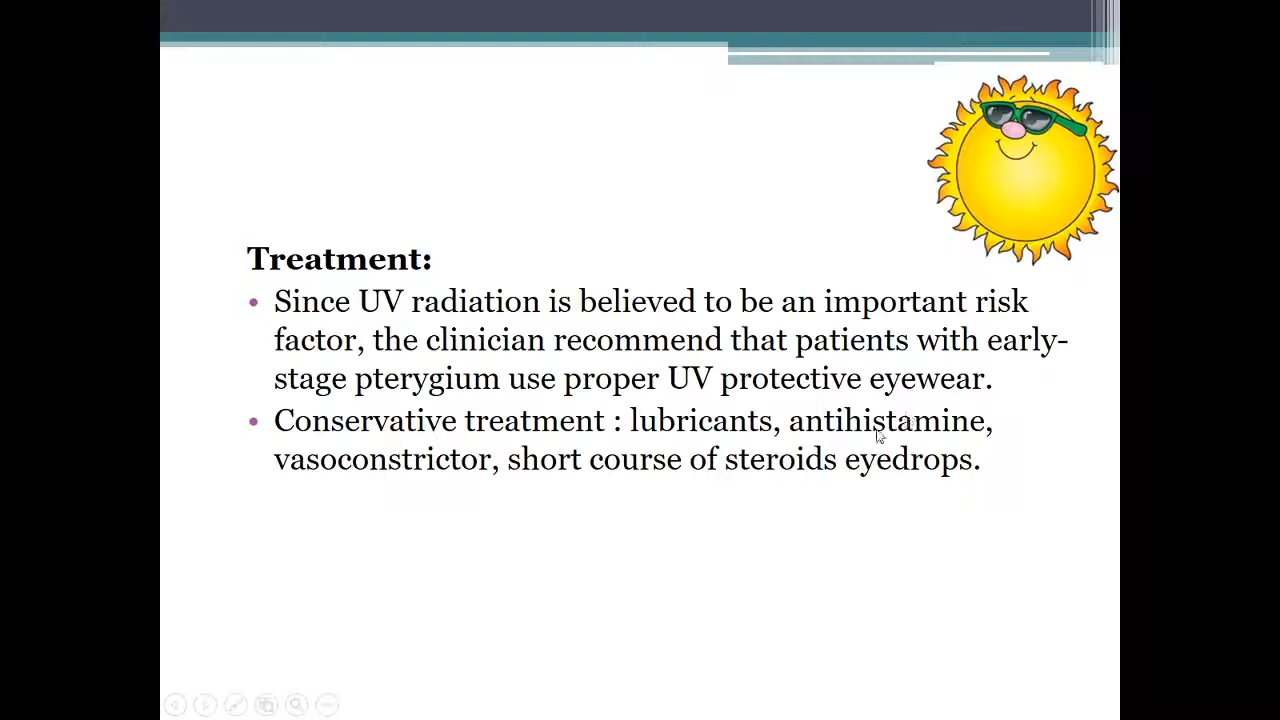 Treatment:
• Since UV radiation is believed to be an important risk
factor, the clinician recommend that patients with early-
stage pterygium use proper UV protective eyewear.
• Conservative treatment : lubricants, antihistamine,
vasoconstrictor, short course of steroids eyedrops.